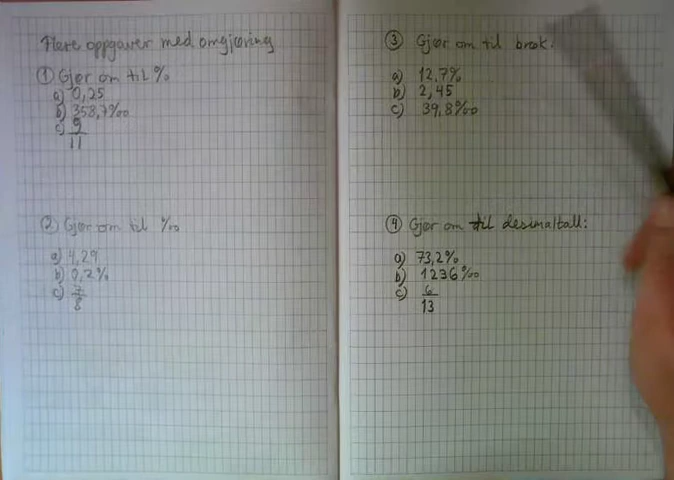 Flere oppgaver med omgjøring
① Gjør om til %
a) 0,25
b) 358,7‰
c) 9/11
② Gjør om til ‰
a) 4,29
b) 0,2%
c) 7/8
③ Gjør om til brøk:
a) 12,7%
b) 2,45
c) 39,8‰
④ Gjør om til desimaltall:
a) 73,2%
b) 1236‰
c) 6/13